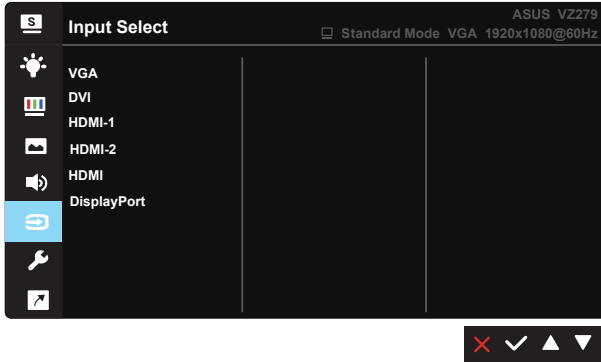 S
Input Select
ASUS VZ279
Standard Mode VGA 1920x1080@60Hz
VGA
DVI
HDMI-1
HDMI-2
HDMI
DisplayPort